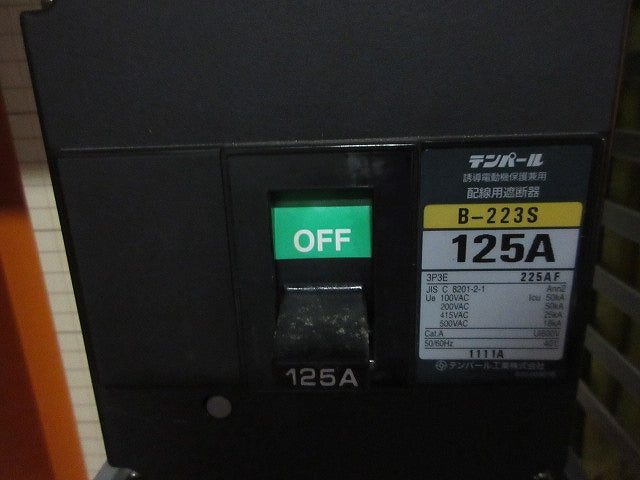 OFF
125A
テンパール
誘導電動機保護兼用
配線用遮断器
B-223S
125A
3P3E 225AF
JIS C 8201-2-1 Ann2
Ue 100VAC Icu 50kA
200VAC 50kA
415VAC 25kA
500VAC 18kA
Cat.A Ui600V
50/60Hz 40℃
1111A
テンパール工業株式会社